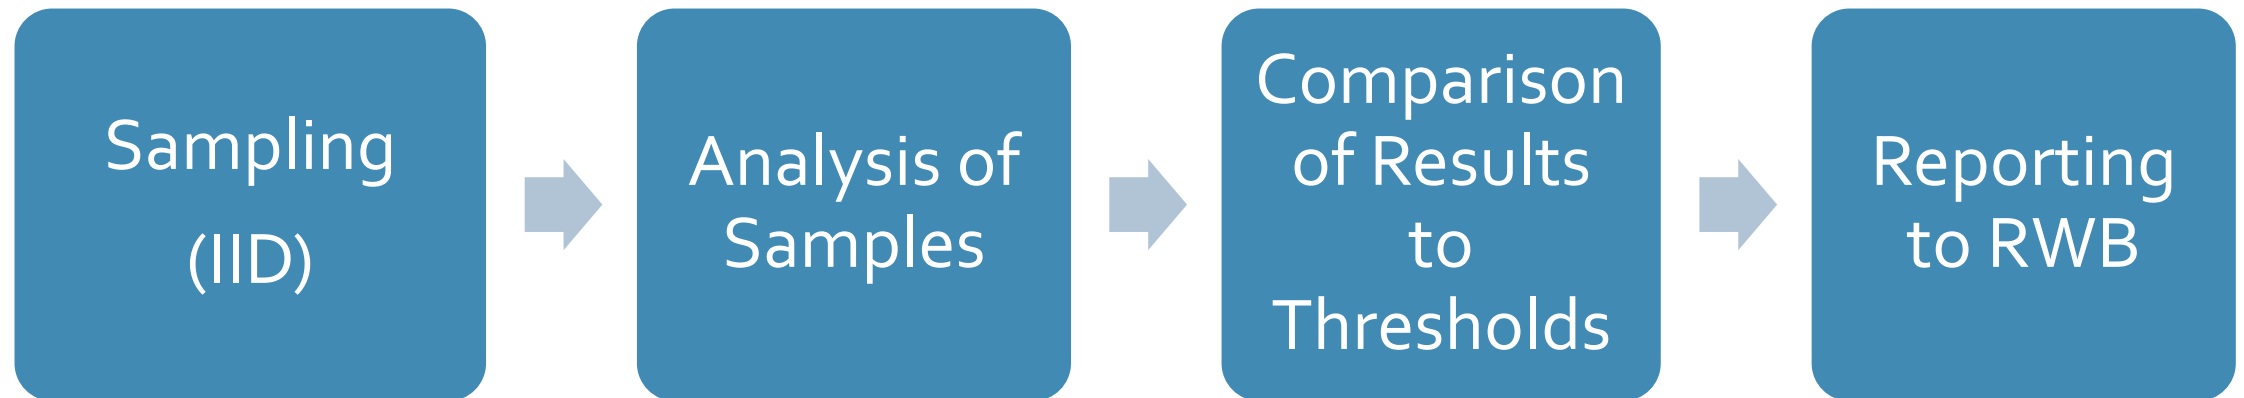 Sampling
(IID)
Analysis of
Samples
Comparison
of Results
to
Thresholds
Reporting
to RWB